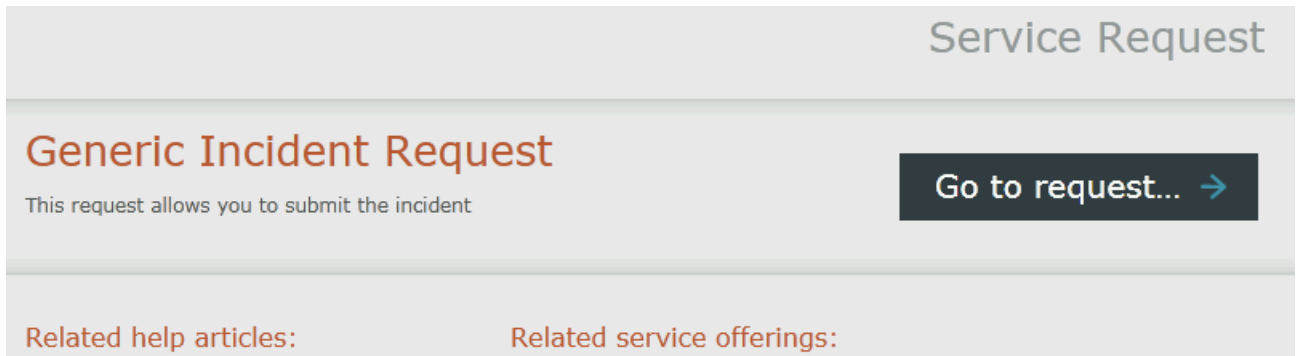 Service Request
Generic Incident Request
This request allows you to submit the incident
Go to request...
Related help articles:
Related service offerings: